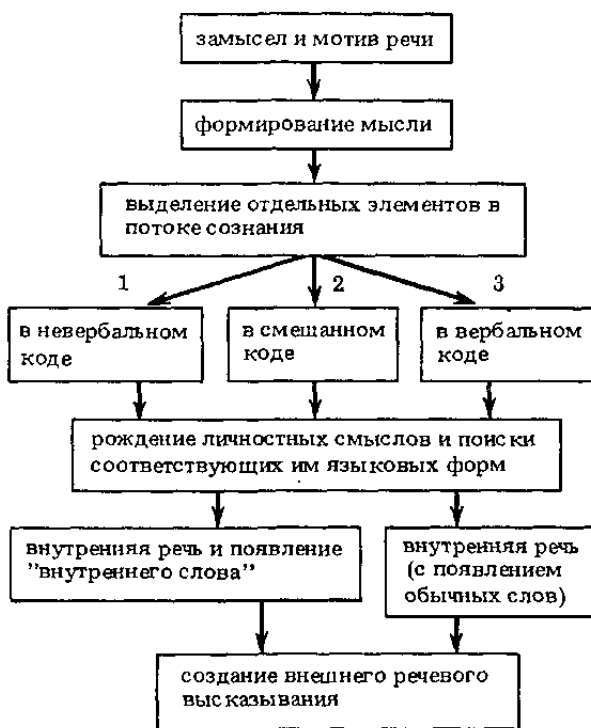 замысел и мотив речи
формирование мысли
выделение отдельных элементов в
потоке сознания
1
2
3
в невербальном
коде
в смешанном
коде
в вербальном
коде
рождение личностных смыслов и поиски
соответствующих им языковых форм
внутренняя речь и появление
"внутреннего слова"
внутренняя речь
(с появлением
обычных слов)
создание внешнего речевого
высказывания